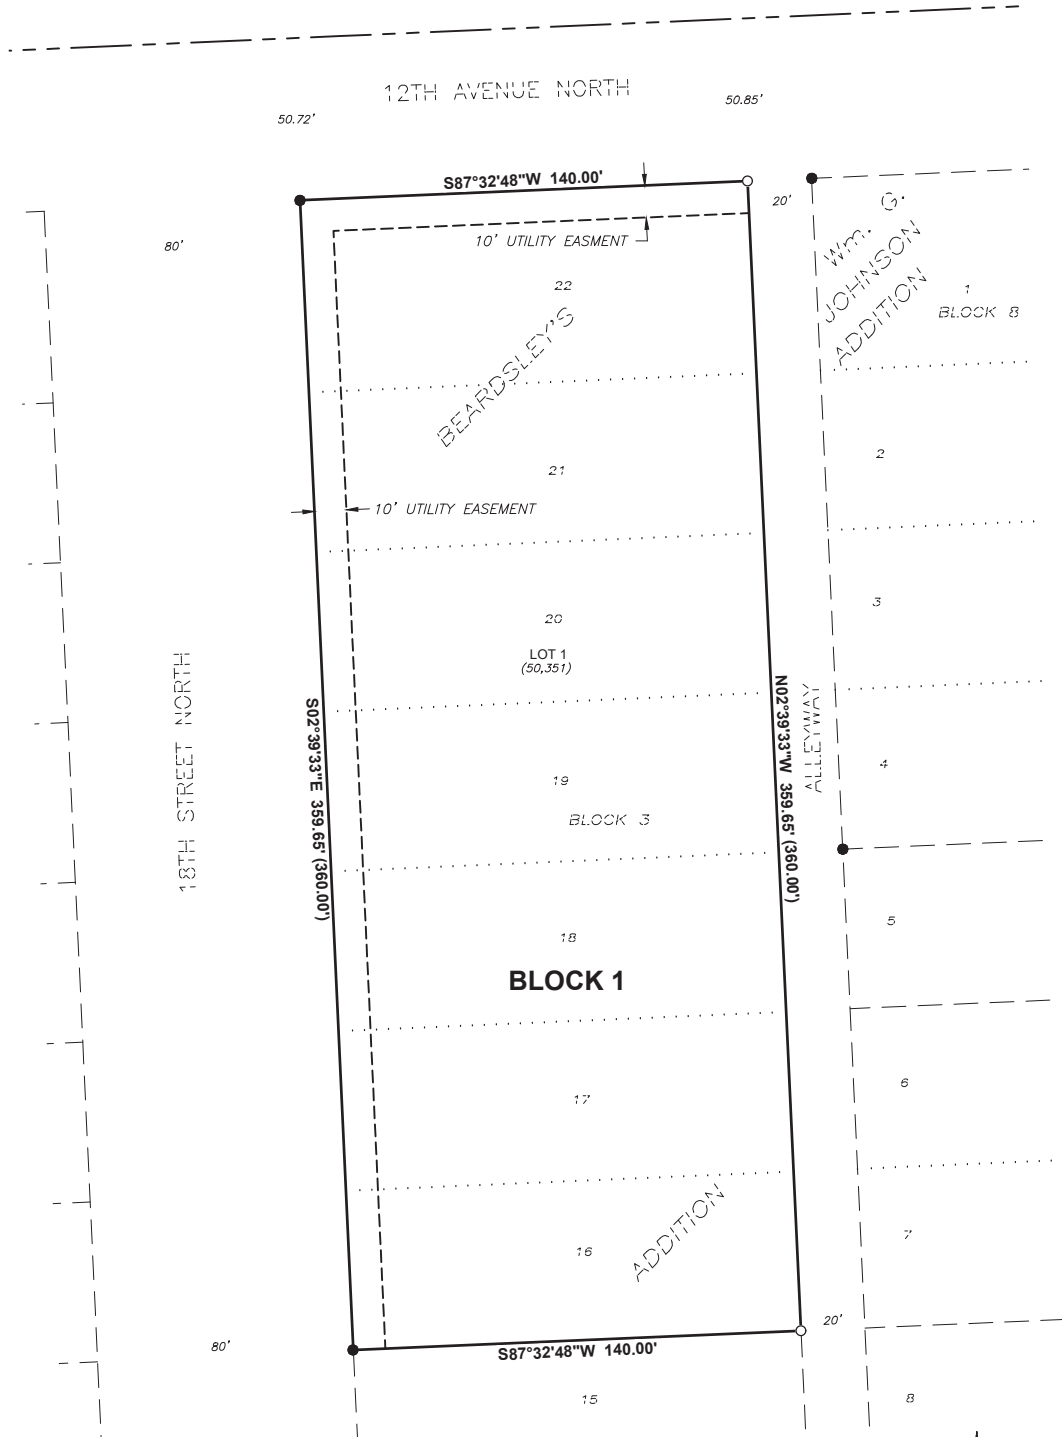 12TH AVENUE NORTH
50.72'
50.85'
S87°32'48"W 140.00'
20'
80'
10' UTILITY EASMENT
Wm. G.
JOHNSON
ADDITION
1
BLOCK 8
22
BEARDSLEY'S
21
2
10' UTILITY EASEMENT
20
3
LOT 1
(50,351)
18TH STREET NORTH
S02°39'33"E 359.65' (360.00')
N02°39'33"W 359.65' (360.00')
ALLEYWAY
19
4
BLOCK 3
18
5
BLOCK 1
17
6
ADDITION
16
7
80'
20'
S87°32'48"W 140.00'
15
8